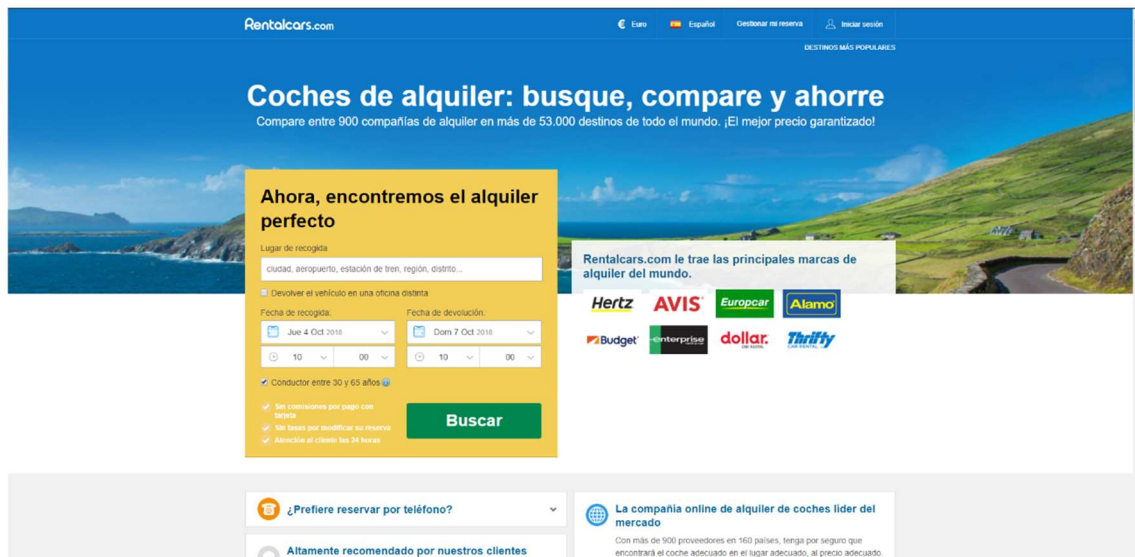 Rentalcars.com
€ Euro Español Gestionar mi reserva Iniciar sesión
DESTINOS MÁS POPULARES
Coches de alquiler: busque, compare y ahorre
Compare entre 900 compañías de alquiler en más de 53.000 destinos de todo el mundo. ¡El mejor precio garantizado!
Ahora, encontremos el alquiler
perfecto
Lugar de recogida
ciudad, aeropuerto, estación de tren, región, distrito...
Devolver el vehículo en una oficina distinta
Fecha de recogida: Fecha de devolución:
Jue 4 Oct 2018 Dom 7 Oct 2018
10 00 10 00
Conductor entre 30 y 65 años
Sin comisiones por pago con
tarjeta
Sin tasas por modificar su reserva
Atención al cliente las 24 horas
Buscar
Rentalcars.com le trae las principales marcas de
alquiler del mundo.
Hertz AVIS Europcar Alamo
Budget enterprise dollar. Thrifty
CAR RENTAL
¿Prefiere reservar por teléfono?
Altamente recomendado por nuestros clientes
La compañía online de alquiler de coches líder del
mercado
Con más de 900 proveedores en 160 países, tenga por seguro que
encontrará el coche adecuado en el lugar adecuado, al precio adecuado.